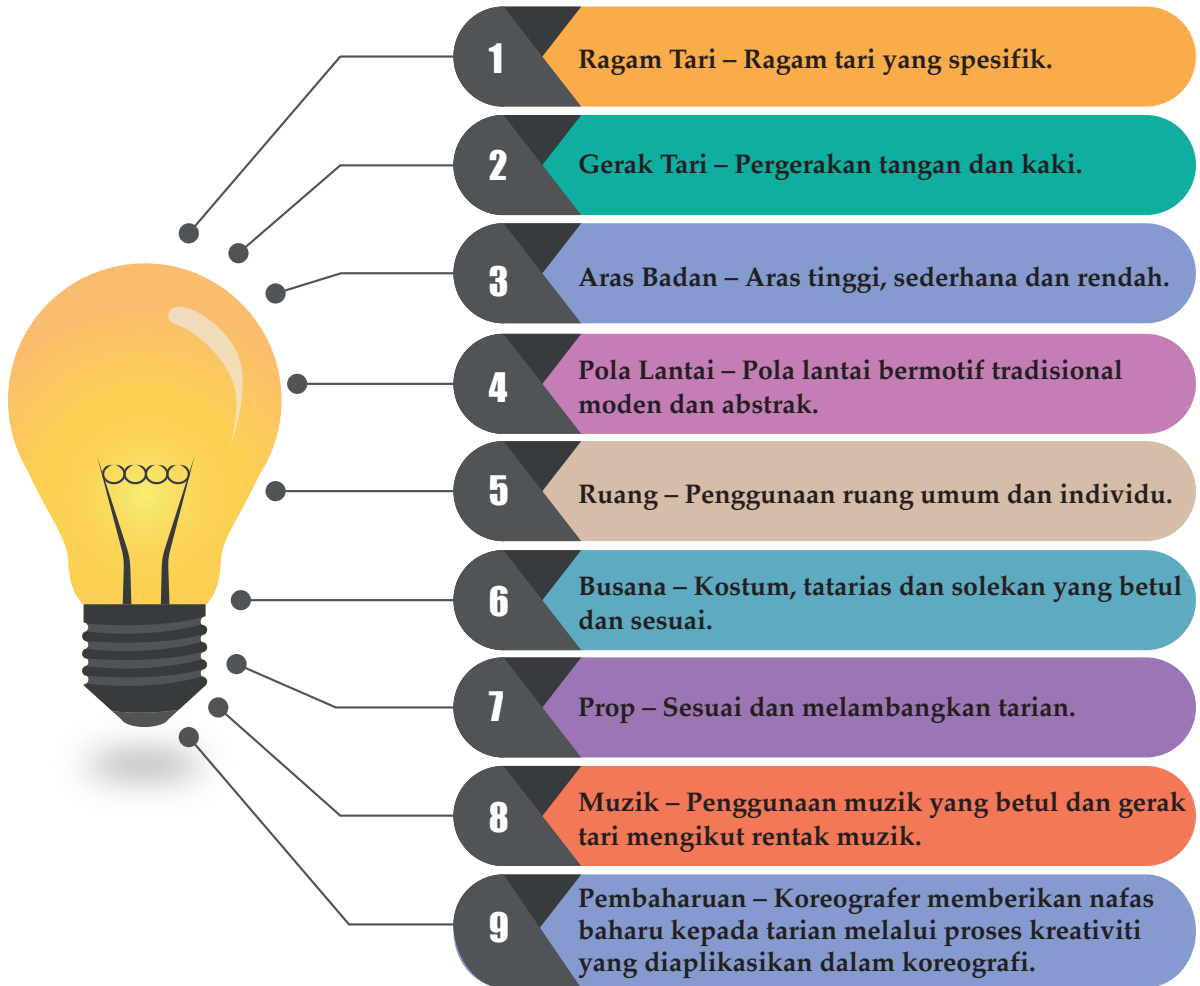 1
Ragam Tari – Ragam tari yang spesifik.
2
Gerak Tari – Pergerakan tangan dan kaki.
3
Aras Badan – Aras tinggi, sederhana dan rendah.
4
Pola Lantai – Pola lantai bermotif tradisional
moden dan abstrak.
5
Ruang – Penggunaan ruang umum dan individu.
6
Busana – Kostum, tatarias dan solekan yang betul
dan sesuai.
7
Prop – Sesuai dan melambangkan tarian.
8
Muzik – Penggunaan muzik yang betul dan gerak
tari mengikut rentak muzik.
9
Pembaharuan – Koreografer memberikan nafas
baharu kepada tarian melalui proses kreativiti
yang diaplikasikan dalam koreografi.